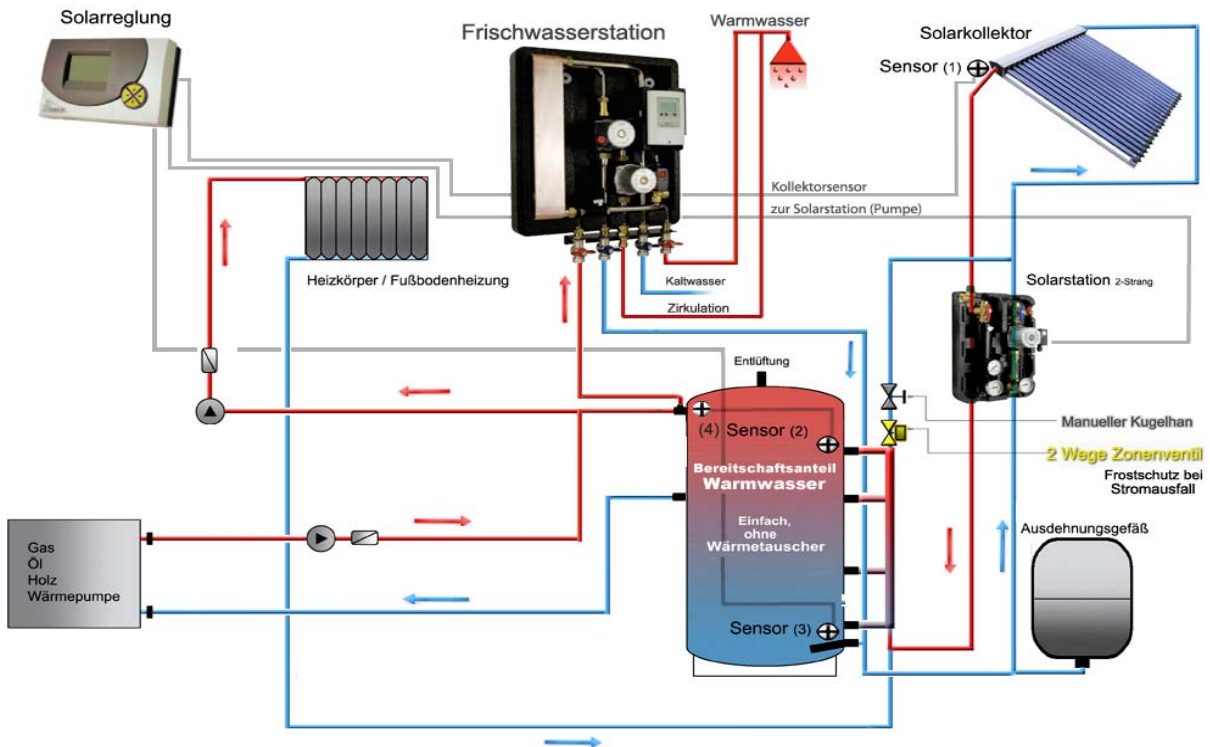 Solarreglung
Frischwasserstation
Warmwasser
Solarkollektor
Sensor (1)
Kollektorsensor
zur Solarstation (Pumpe)
Heizkörper / Fußbodenheizung
Kaltwasser
Zirkulation
Solarstation 2-Strang
Entlüftung
(4) Sensor (2)
Manueller Kugelhan
2 Wege Zonenventil
Frostschutz bei
Stromausfall
Bereitschaftsanteil
Warmwasser
Einfach,
ohne
Wärmetauscher
Ausdehnungsgefäß
Gas
Öl
Holz
Wärmepumpe
Sensor (3)